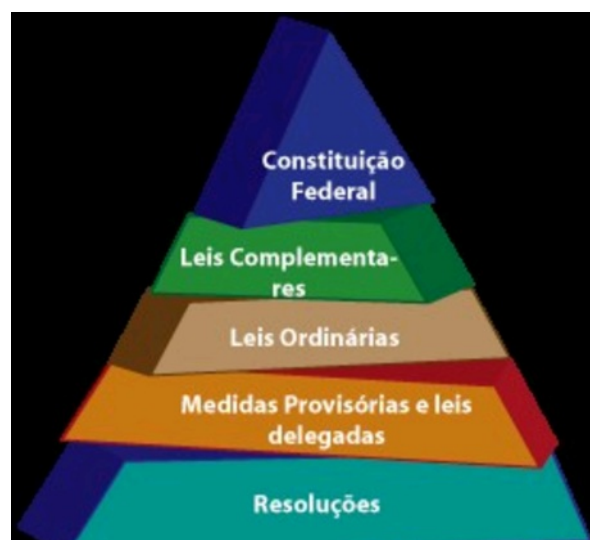 Constituição
Federal
Leis Complementa-
res
Leis Ordinárias
Medidas Provisórias e leis
delegadas
Resoluções